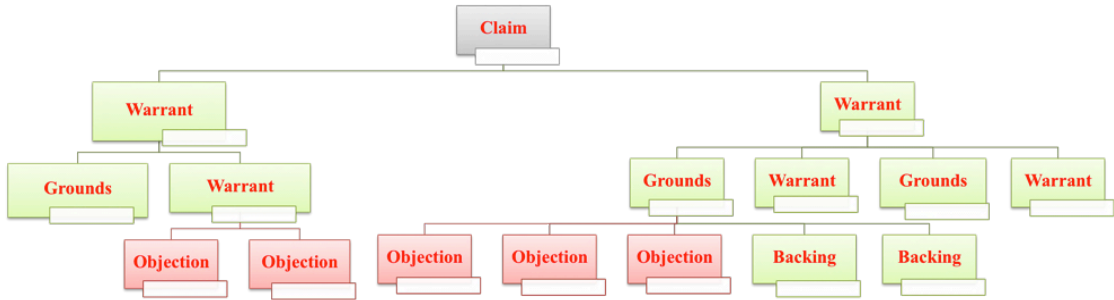 Claim
Warrant
Warrant
Grounds
Warrant
Grounds
Warrant
Grounds
Warrant
Objection
Objection
Objection
Objection
Objection
Backing
Backing